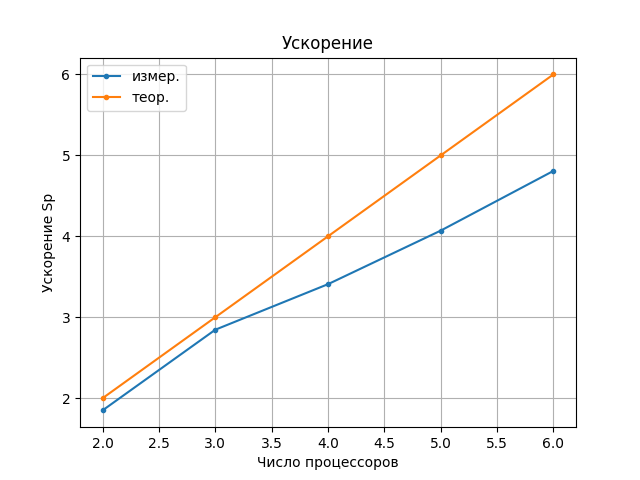 Ускорение
измер.
теор.
Ускорение Sp
6
5
4
3
2
2.0 2.5 3.0 3.5 4.0 4.5 5.0 5.5 6.0
Число процессоров